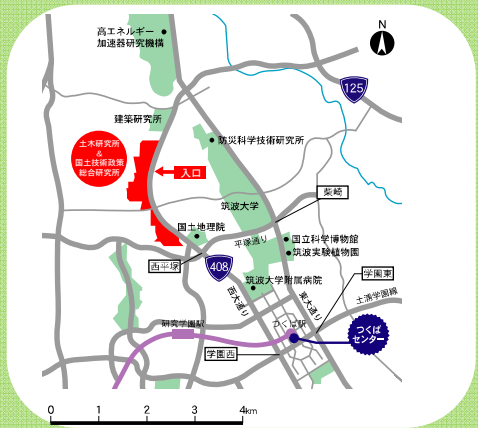 高エネルギー
加速器研究機構
N
125
建築研究所
土木研究所
&
国土技術政策
総合研究所
防災科学技術研究所
入口
柴崎
筑波大学
国土地理院
平塚通り
国立科学博物館
筑波実験植物園
西平塚
408
筑波大学附属病院
学園東
西大通り
東大通り
土浦学園線
研究学園駅
つくば駅
つくば
センター
学園西
0 1 2 3 4km